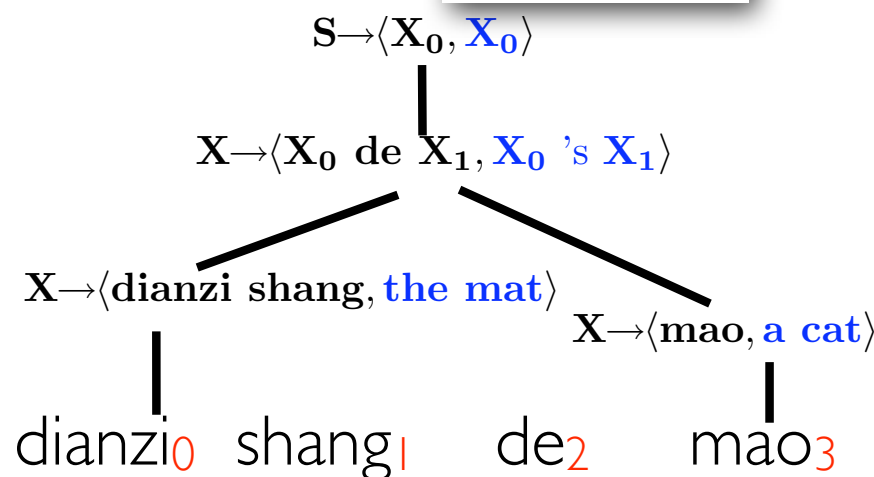 S→⟨X₀, X₀⟩
X→⟨X₀ de X₁, X₀ 's X₁⟩
X→⟨dianzi shang, the mat⟩
X→⟨mao, a cat⟩
dianzi₀ shang₁ de₂ mao₃